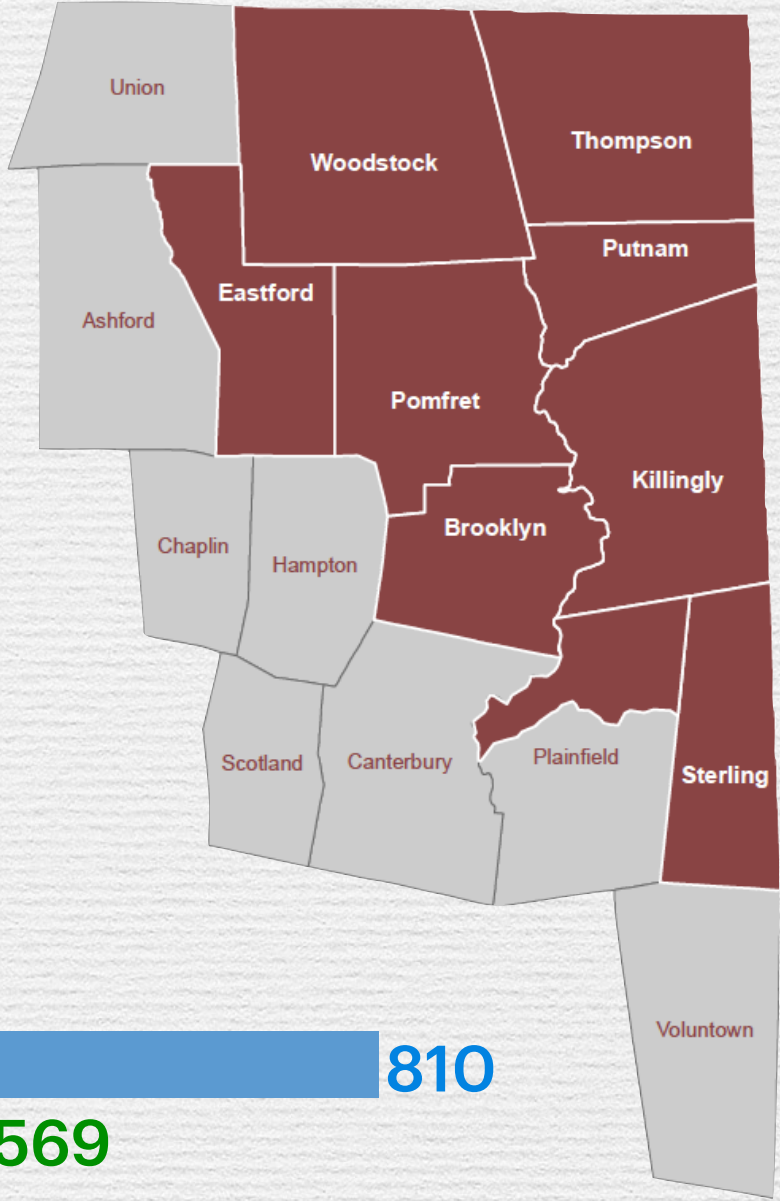 Union
Thompson
Woodstock
Putnam
Eastford
Ashford
Pomfret
Killingly
Brooklyn
Chaplin
Hampton
Plainfield
Canterbury
Scotland
Sterling
Voluntown
810
569